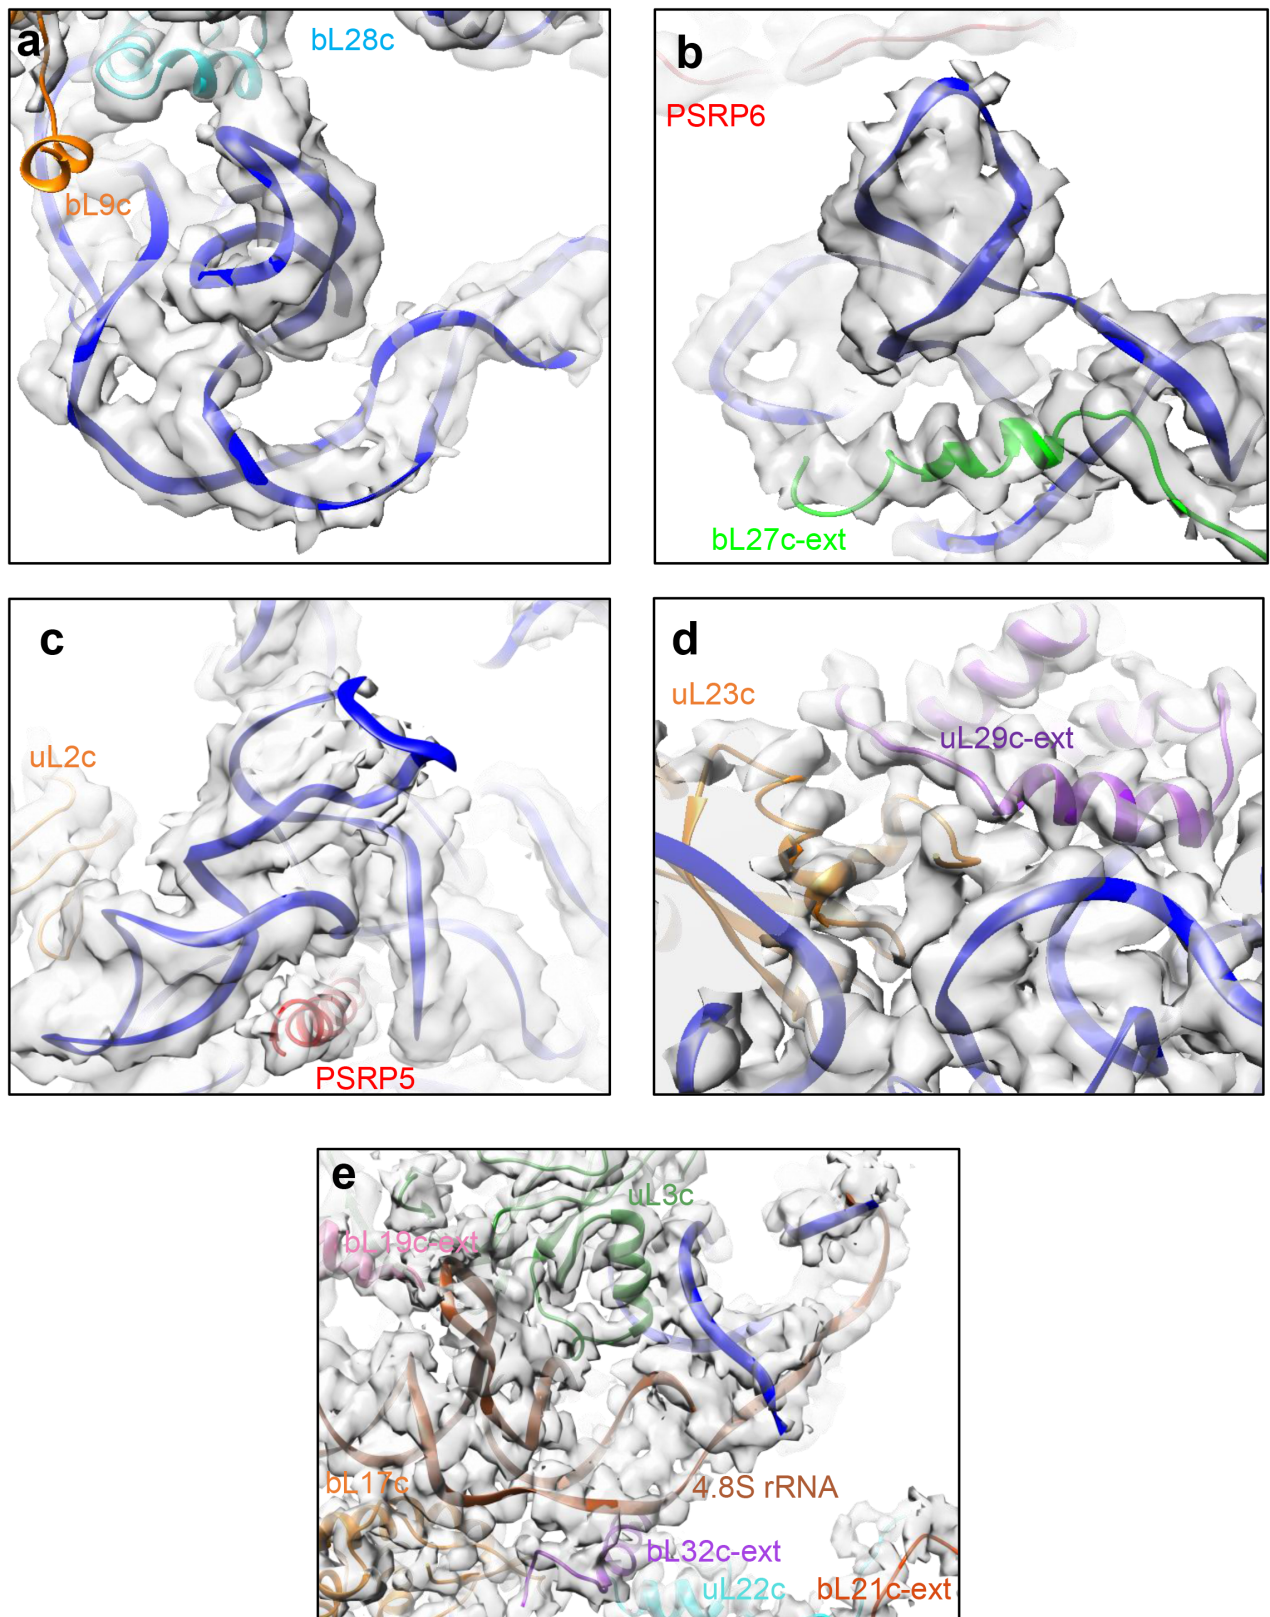 a
bL28c
bL9c
b
PSRP6
bL27c-ext
c
uL2c
PSRP5
d
uL23c
uL29c-ext
e
uL3c
bL19c-ext
bL17c
4.8S rRNA
bL32c-ext
uL22c
bL21c-ext